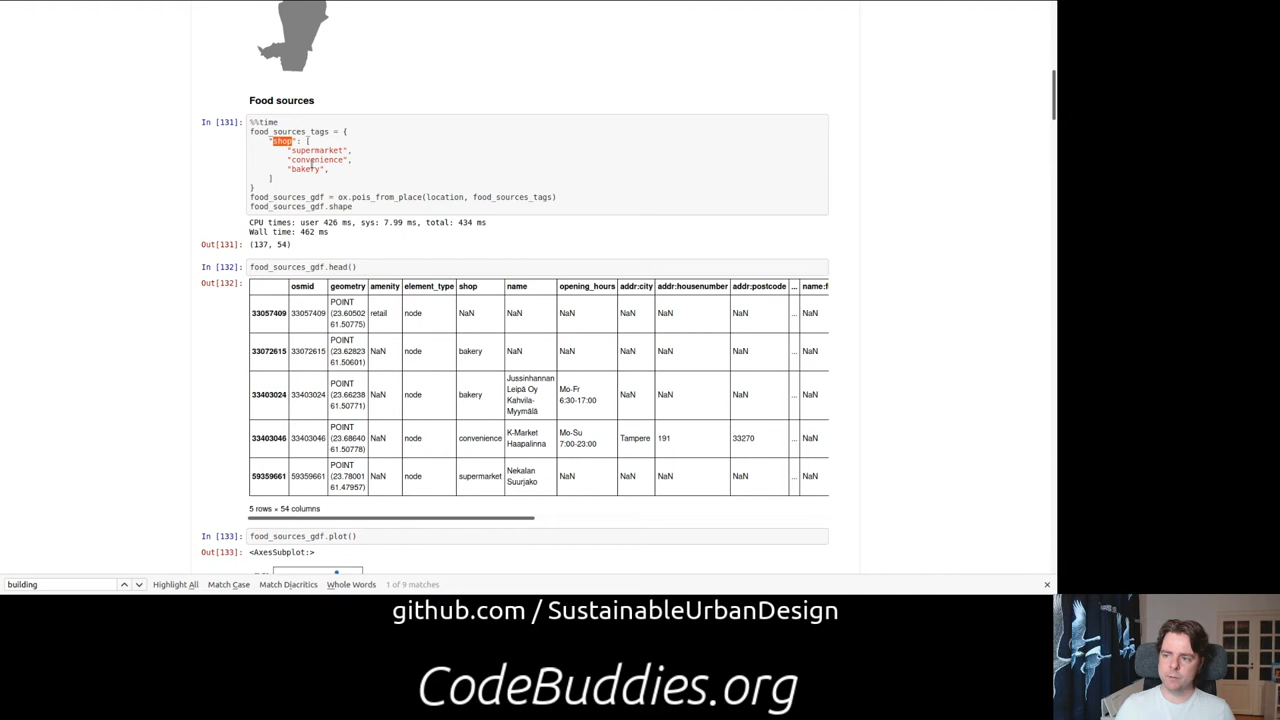 Food sources
In [131]:
%%time
food_sources_tags = {
"shop": [
"supermarket",
"convenience",
"bakery",
]
}
food_sources_gdf = ox.pois_from_place(location, food_sources_tags)
food_sources_gdf.shape
CPU times: user 426 ms, sys: 7.99 ms, total: 434 ms
Wall time: 462 ms
Out[131]: (137, 54)
In [132]: food_sources_gdf.head()
Out[132]:
osmid geometry amenity element_type shop name opening_hours addr:city addr:housenumber addr:postcode ... name:f
33057409 33057409 POINT (23.60502 61.50775) retail node NaN NaN NaN NaN NaN NaN ... NaN
33072615 33072615 POINT (23.62823 61.50601) NaN node bakery NaN NaN NaN NaN NaN ... NaN
33403024 33403024 POINT (23.66238 61.50771) NaN node bakery Jussinhannan Leipä Oy Kahvila-Myymälä Mo-Fr 6:30-17:00 NaN NaN NaN ... NaN
33403046 33403046 POINT (23.68640 61.50778) NaN node convenience K-Market Haapalinna Mo-Su 7:00-23:00 Tampere 191 33270 ... NaN
59359661 59359661 POINT (23.78001 61.47957) NaN node supermarket Nekalan Suurjako NaN NaN NaN NaN ... NaN
5 rows × 54 columns
In [133]: food_sources_gdf.plot()
Out[133]: <AxesSubplot:>
building Highlight All Match Case Match Diacritics Whole Words 1 of 9 matches
github.com / SustainableUrbanDesign
CodeBuddies.org